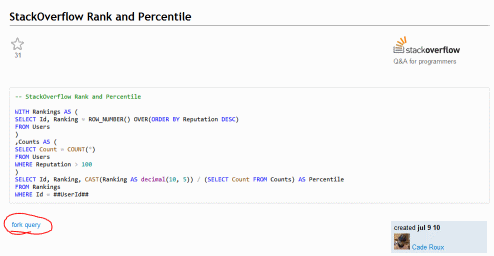 StackOverflow Rank and Percentile
31
stackoverflow
Q&A for programmers
-- StackOverflow Rank and Percentile
WITH Rankings AS (
SELECT Id, Ranking = ROW_NUMBER() OVER(ORDER BY Reputation DESC)
FROM Users
)
,Counts AS (
SELECT Count = COUNT(*)
FROM Users
WHERE Reputation > 100
)
SELECT Id, Ranking, CAST(Ranking AS decimal(10, 5)) / (SELECT Count FROM Counts) AS Percentile
FROM Rankings
WHERE Id = ##UserId##
fork query
created jul 9 10
Cade Roux